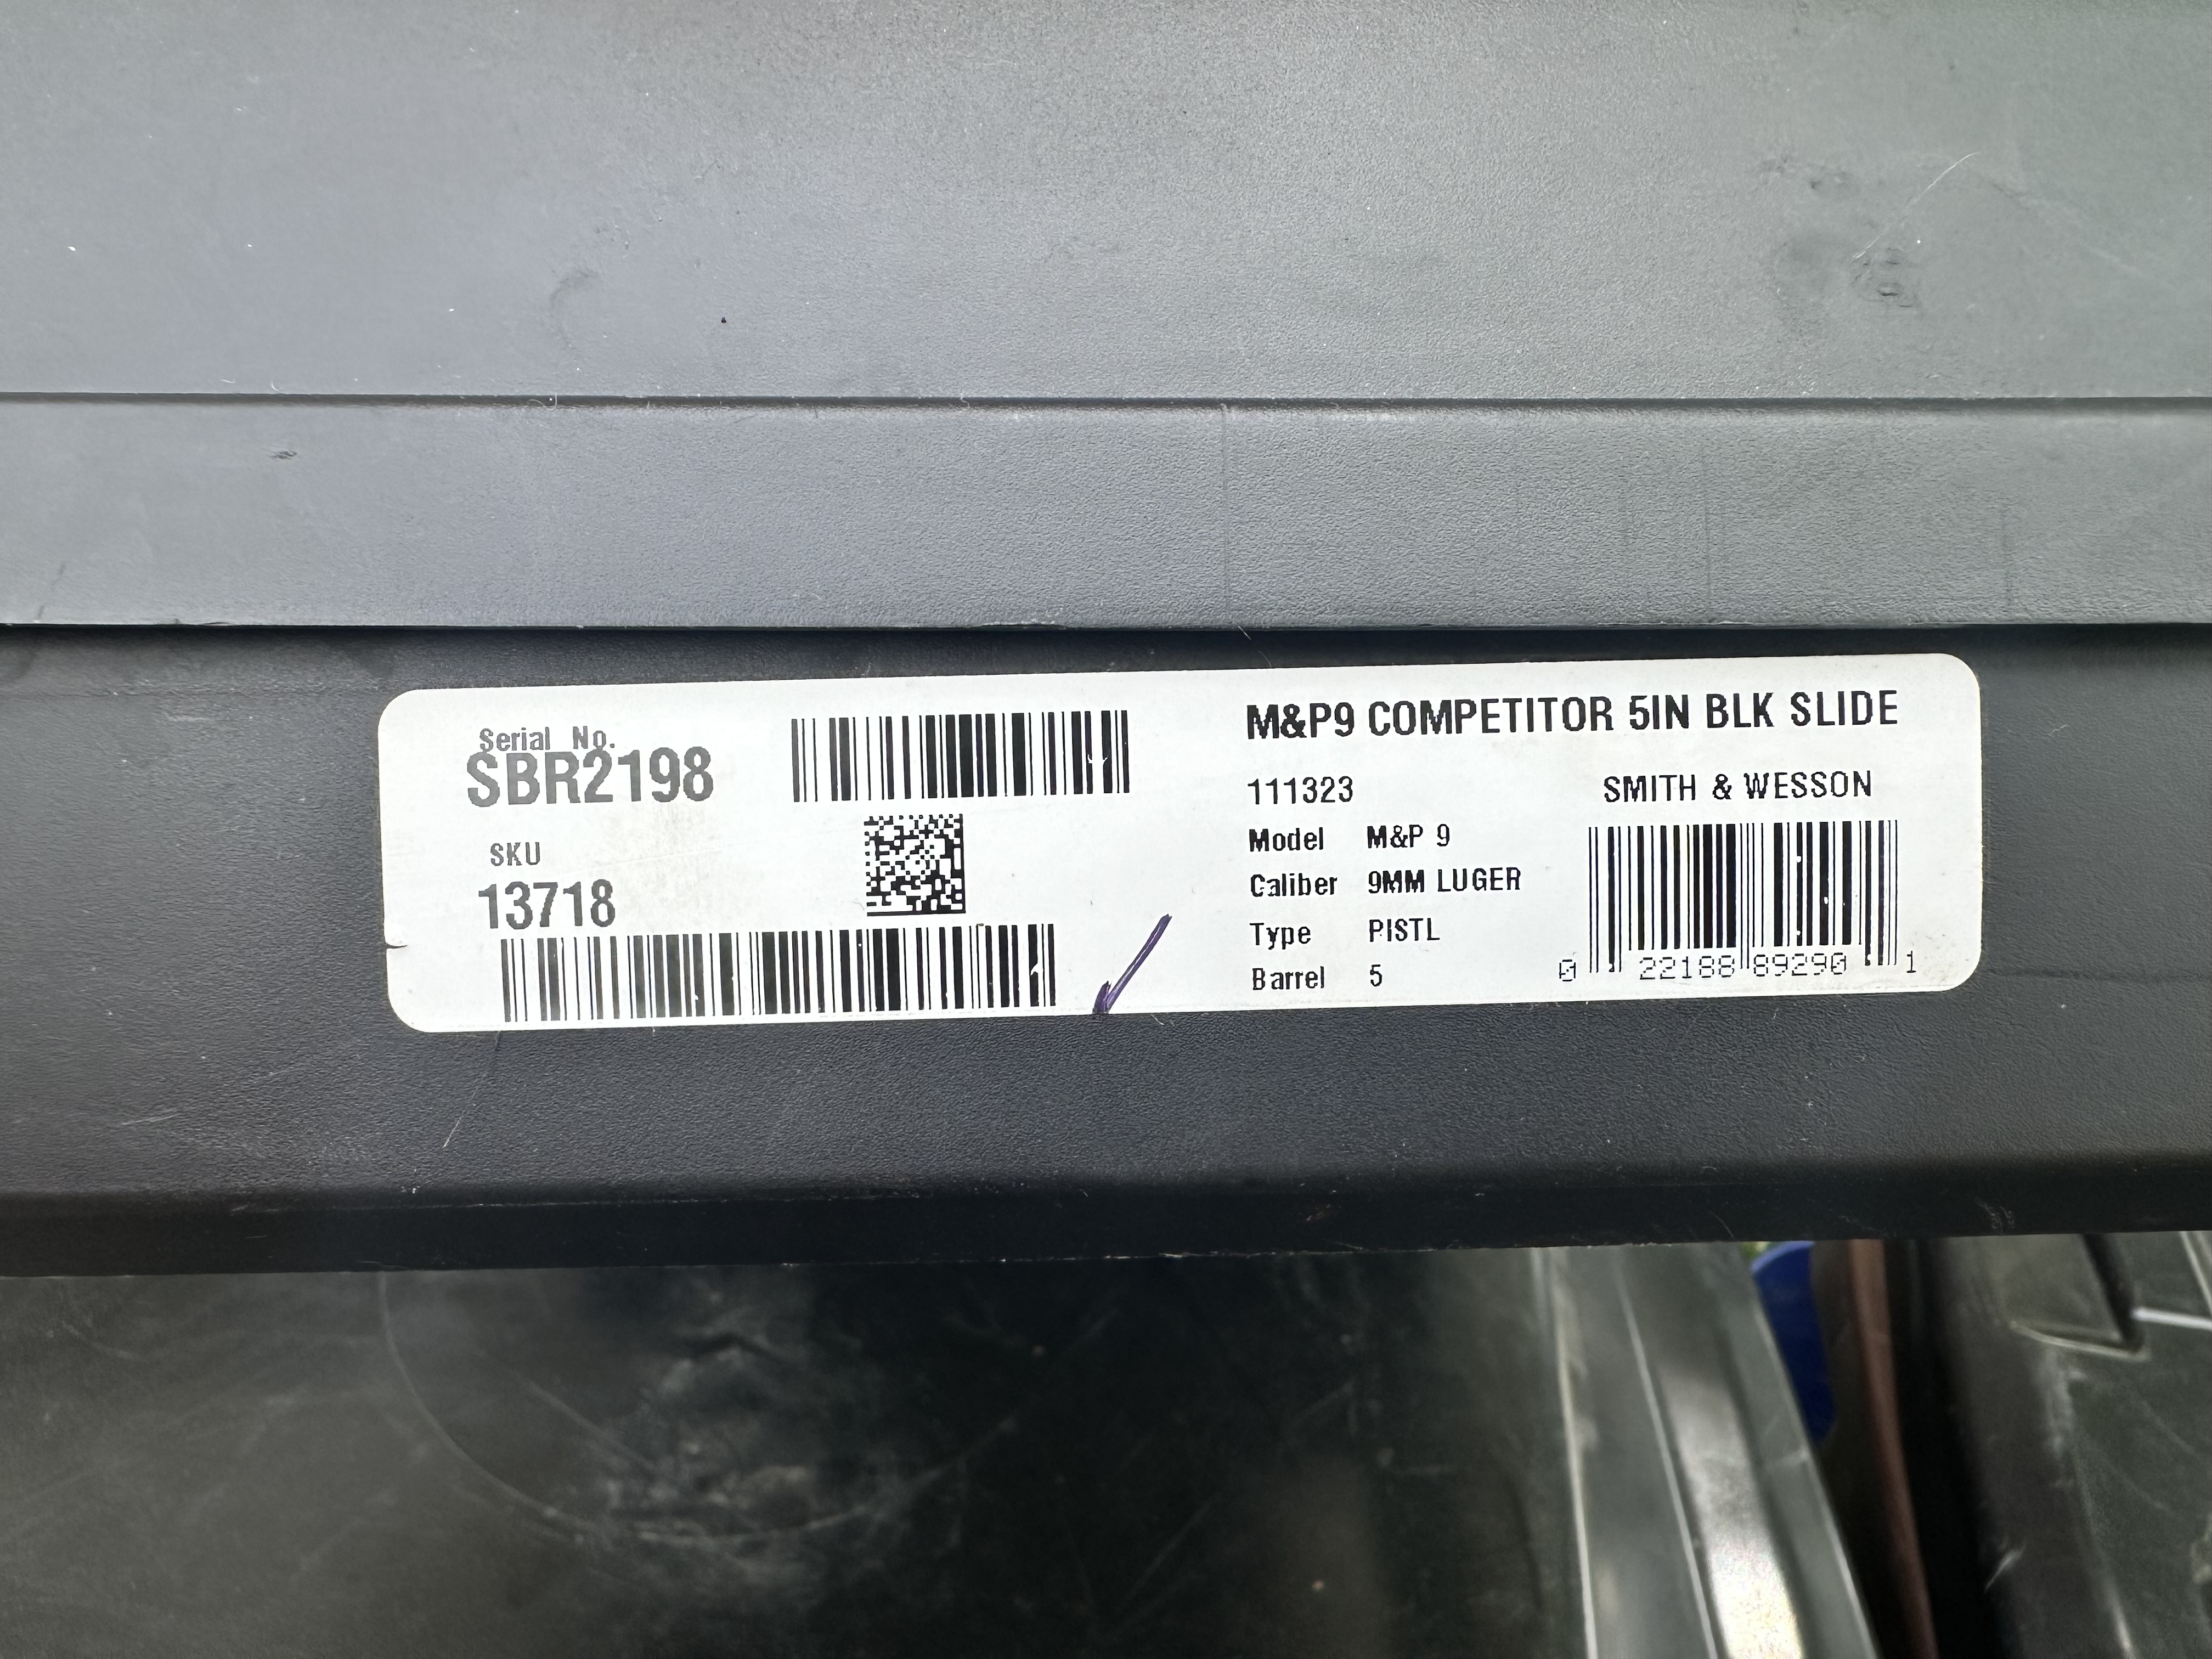 Serial No.
SBR2198
SKU
13718
M&P9 COMPETITOR 5IN BLK SLIDE
111323
SMITH & WESSON
Model M&P 9
Caliber 9MM LUGER
Type PISTL
Barrel 5
0 22188 89290 1